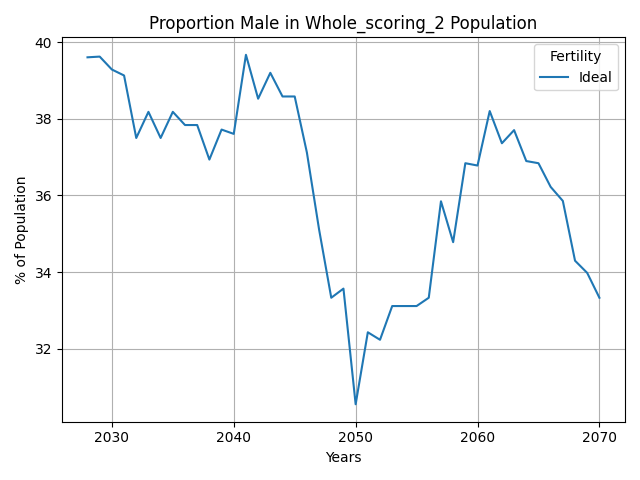 Proportion Male in Whole_scoring_2 Population
Fertility
Ideal
% of Population
40
38
36
34
32
2030 2040 2050 2060 2070
Years